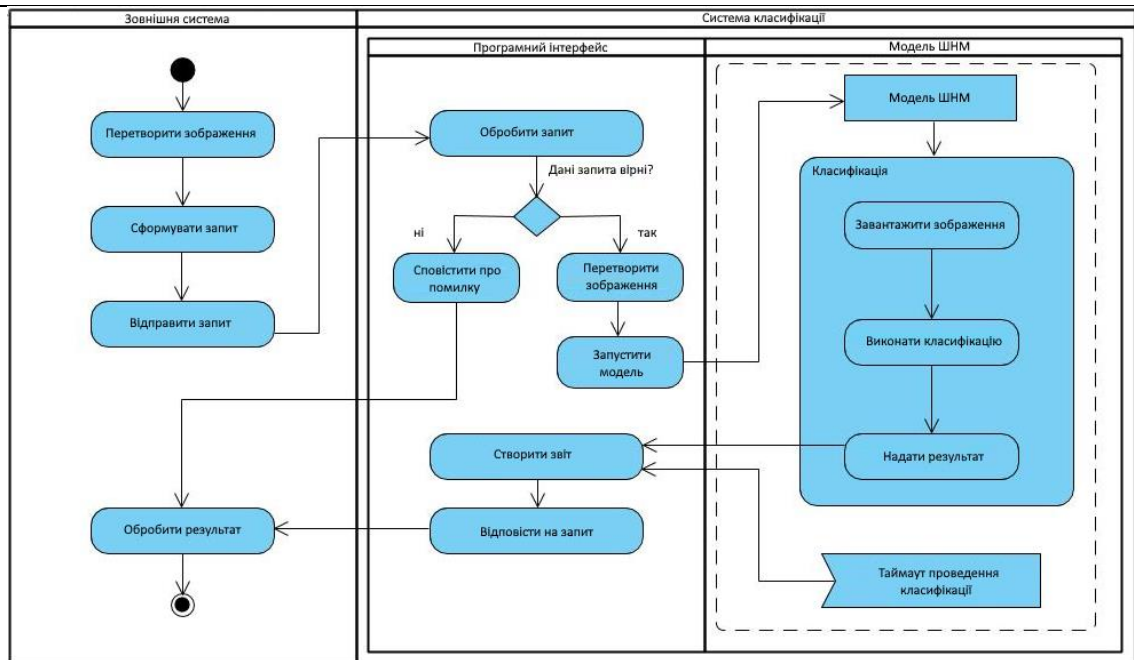 Зовнішня система
Система класифікації
Програмний інтерфейс
Модель ШНМ
Перетворити зображення
Сформувати запит
Відправити запит
Обробити результат
Обробити запит
Дані запита вірні?
ні
так
Сповістити про
помилку
Перетворити
зображення
Запустити
модель
Створити звіт
Відповісти на запит
Модель ШНМ
Класифікація
Завантажити зображення
Виконати класифікацію
Надати результат
Таймаут проведення
класифікації